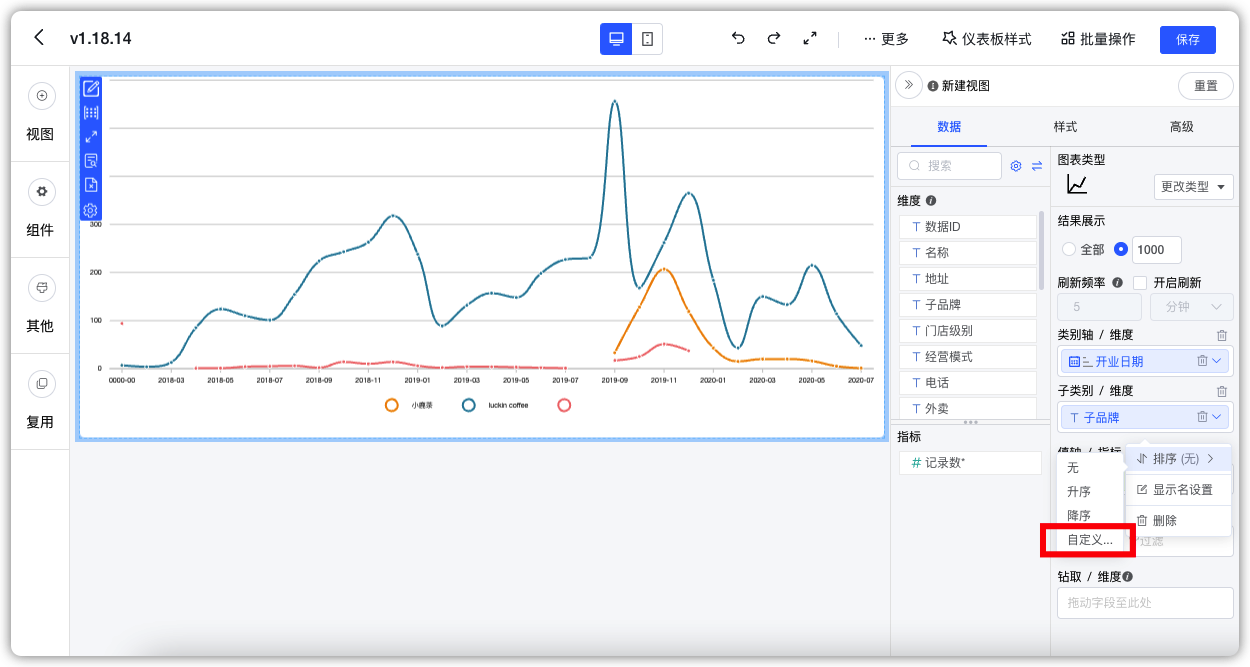 v1.18.14
更多
仪表板样式
批量操作
保存
视图
组件
其他
复用
300
200
100
0
0000-00
2018-03
2018-05
2018-07
2018-09
2018-11
2019-01
2019-03
2019-05
2019-07
2019-09
2019-11
2020-01
2020-03
2020-05
2020-07
小鹿茶
luckin coffee
新建视图
重置
数据
样式
高级
搜索
维度
T 数据ID
T 名称
T 地址
T 子品牌
T 门店级别
T 经营模式
T 电话
T 外卖
指标
# 记录数*
图表类型
更改类型
结果展示
全部
1000
刷新频率
开启刷新
5
分钟
类别轴 / 维度
开业日期
子类别 / 维度
T 子品牌
值轴 / 指标
排序 (无)
显示名设置
删除
无
升序
降序
自定义...
过滤
钻取 / 维度
拖动字段至此处